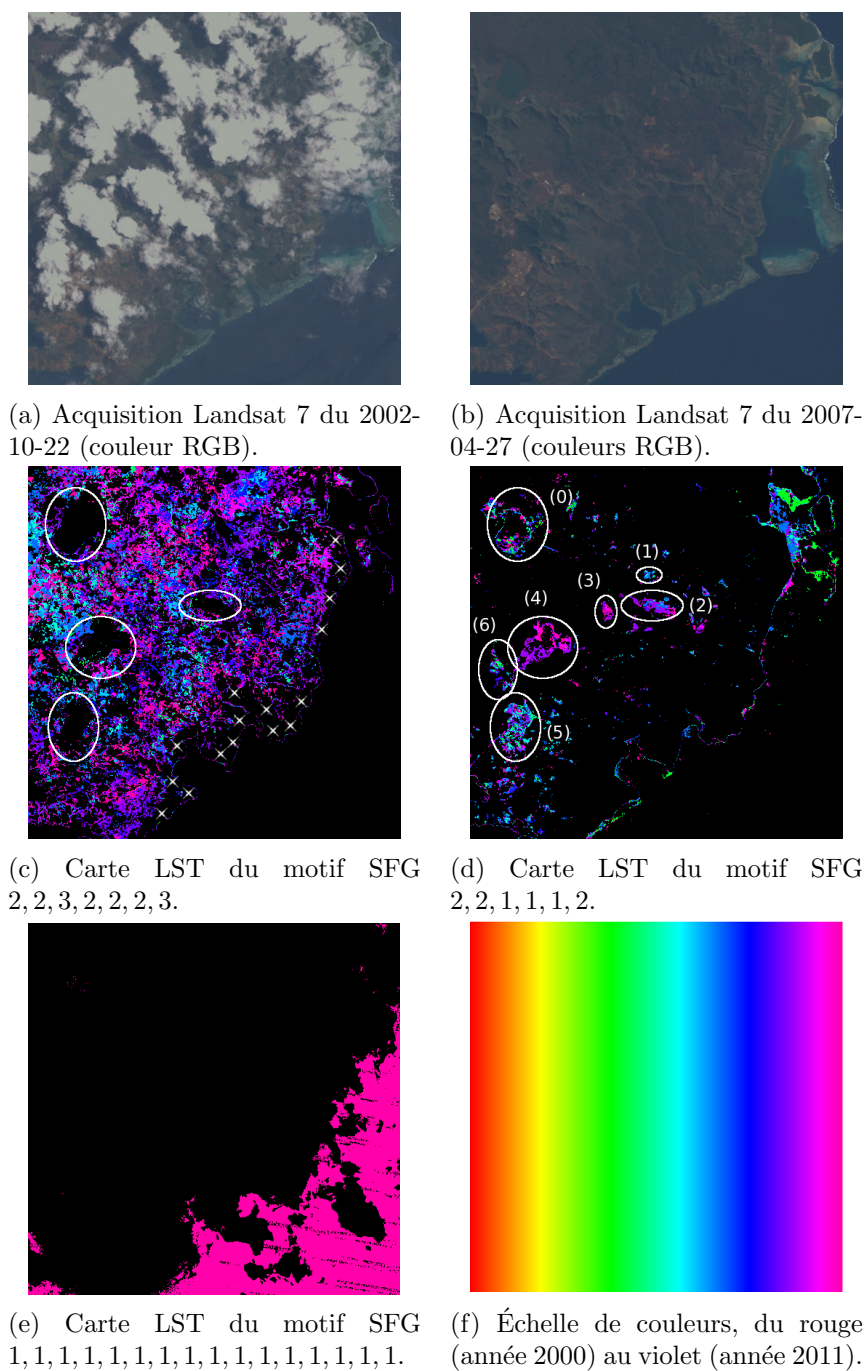 (a) Acquisition Landsat 7 du 2002-
10-22 (couleur RGB).
(b) Acquisition Landsat 7 du 2007-
04-27 (couleurs RGB).
(0)
(1)
(3)
(4)
(2)
(6)
(5)
(c) Carte LST du motif SFG
2, 2, 3, 2, 2, 2, 3.
(d) Carte LST du motif SFG
2, 2, 1, 1, 1, 2.
(e) Carte LST du motif SFG
1, 1, 1, 1, 1, 1, 1, 1, 1, 1, 1, 1, 1, 1, 1.
(f) Échelle de couleurs, du rouge
(année 2000) au violet (année 2011).